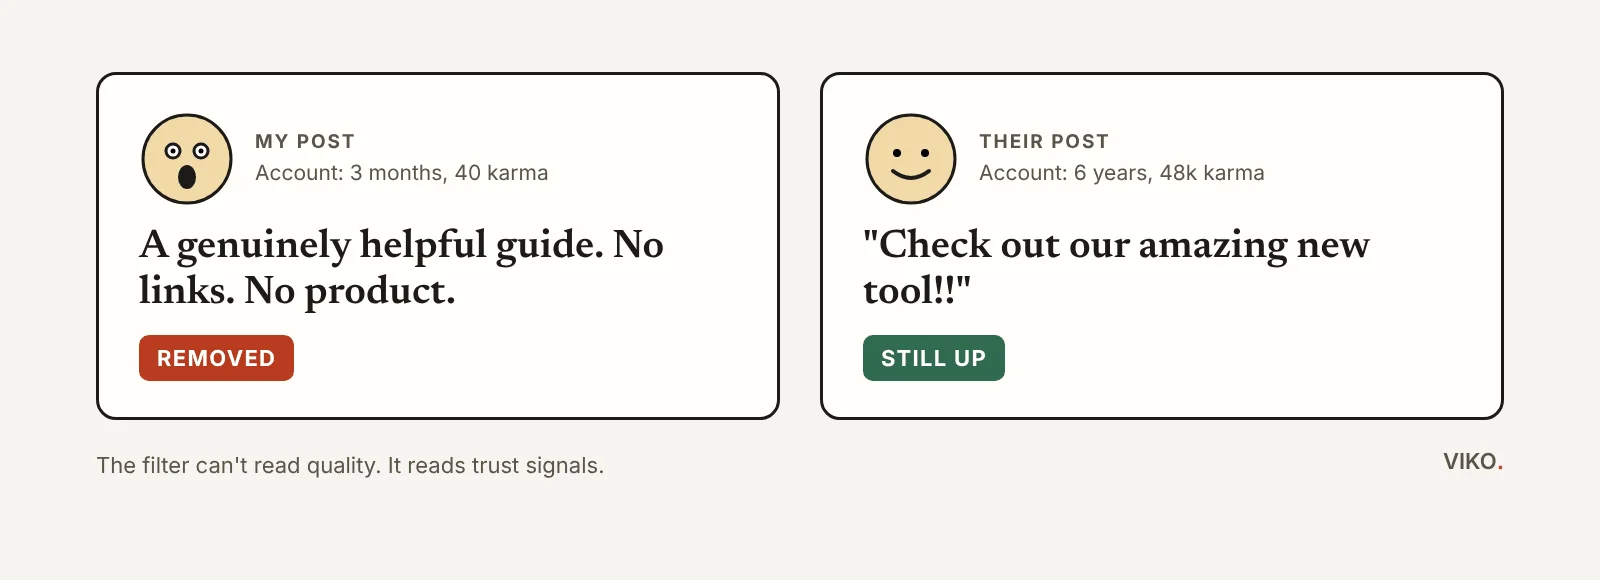 MY POST
Account: 3 months, 40 karma
A genuinely helpful guide. No
links. No product.
REMOVED
THEIR POST
Account: 6 years, 48k karma
"Check out our amazing new
tool!!"
STILL UP
The filter can't read quality. It reads trust signals.
VIKO.